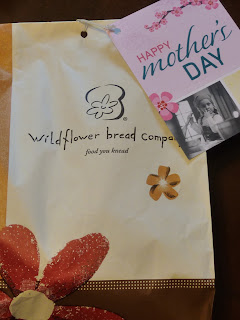 HAPPY
mother's
DAY
®
wildflower bread company
food you knead